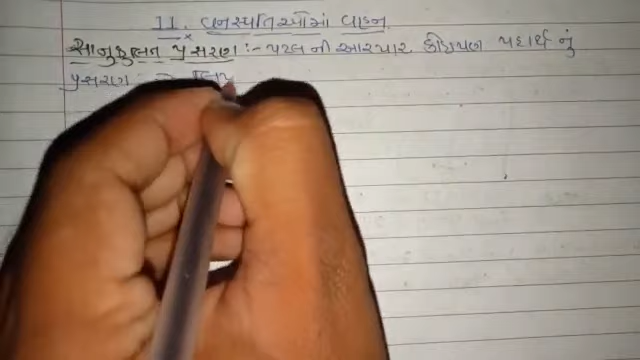 11. વનસ્પતિઓમાં વહન
સાનુકુલિત પ્રસરણ :- પટલ ની આરપાર કોઈપણ પદાર્થ નું
પ્રસરણ